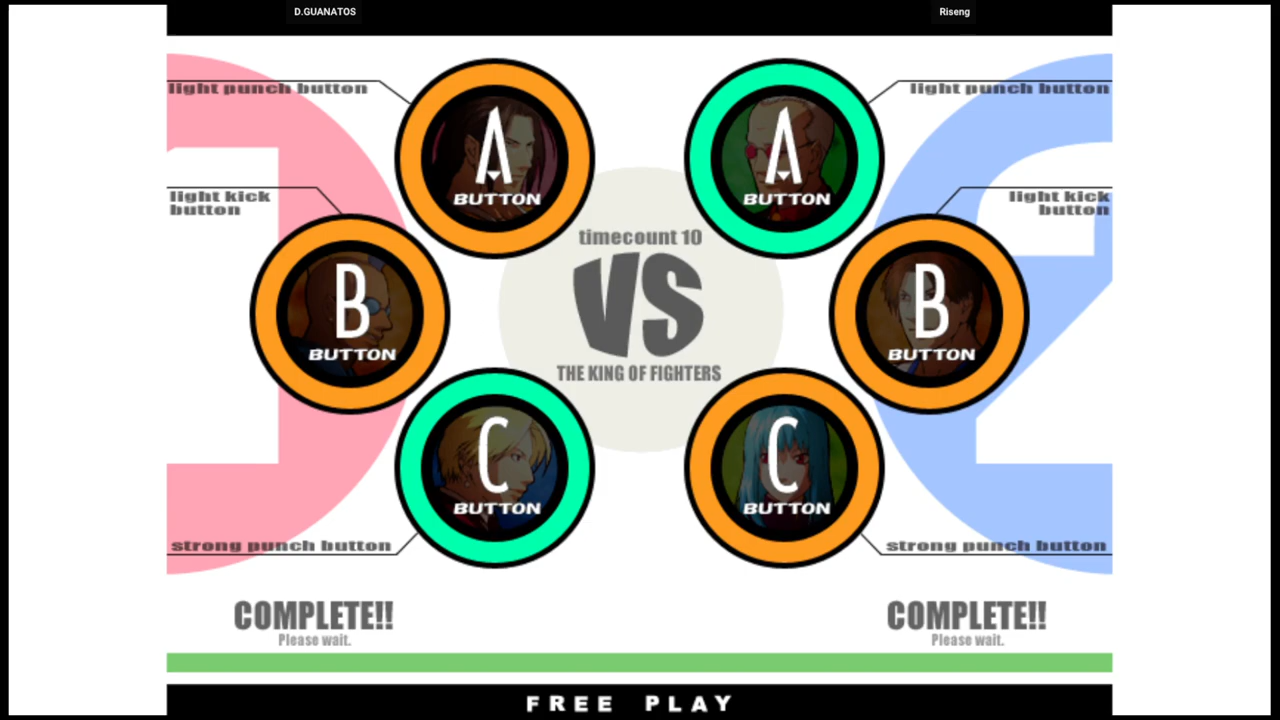 D.GUANATOS
Riseng
light punch button
light punch button
A
BUTTON
A
BUTTON
light kick
button
light kick
button
timecount 10
VS
THE KING OF FIGHTERS
B
BUTTON
B
BUTTON
C
BUTTON
C
BUTTON
strong punch button
strong punch button
COMPLETE!!
Please wait.
COMPLETE!!
Please wait.
FREE PLAY